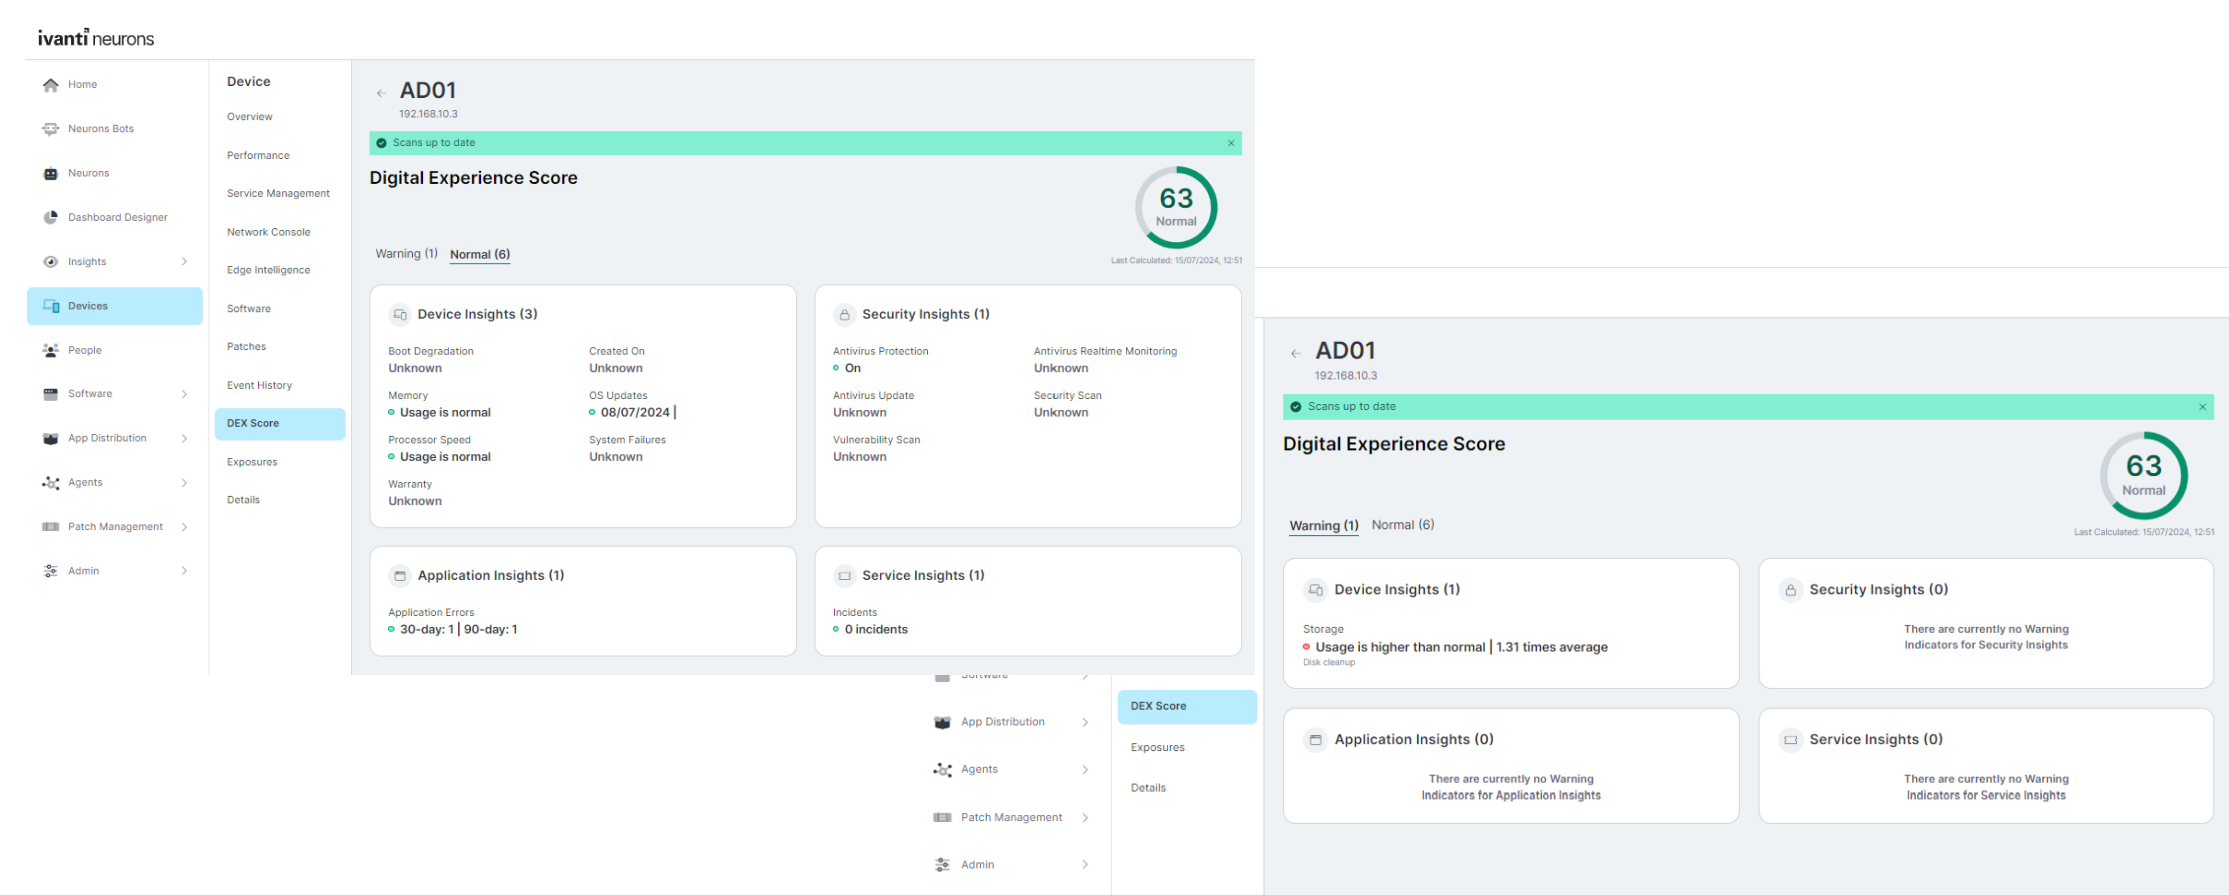 ivanti neurons
Home
Neurons Bots
Neurons
Dashboard Designer
Insights
Devices
People
Software
App Distribution
Agents
Patch Management
Admin
Device
Overview
Performance
Service Management
Network Console
Edge Intelligence
Software
Patches
Event History
DEX Score
Exposures
Details
AD01
192.168.10.3
Scans up to date
Digital Experience Score
63
Normal
Last Calculated: 15/07/2024, 12:51
Warning (1) Normal (6)
Device Insights (3)
Boot Degradation
Unknown
Created On
Unknown
Memory
Usage is normal
OS Updates
08/07/2024 |
Processor Speed
Usage is normal
System Failures
Unknown
Warranty
Unknown
Security Insights (1)
Antivirus Protection
On
Antivirus Realtime Monitoring
Unknown
Antivirus Update
Unknown
Security Scan
Unknown
Vulnerability Scan
Unknown
Application Insights (1)
Application Errors
30-day: 1 | 90-day: 1
Service Insights (1)
Incidents
0 incidents
Software
App Distribution
Agents
Patch Management
Admin
DEX Score
Exposures
Details
AD01
192.168.10.3
Scans up to date
Digital Experience Score
63
Normal
Last Calculated: 15/07/2024, 12:51
Warning (1) Normal (6)
Device Insights (1)
Storage
Usage is higher than normal | 1.31 times average
Disk cleanup
Security Insights (0)
There are currently no Warning
Indicators for Security Insights
Application Insights (0)
There are currently no Warning
Indicators for Application Insights
Service Insights (0)
There are currently no Warning
Indicators for Service Insights